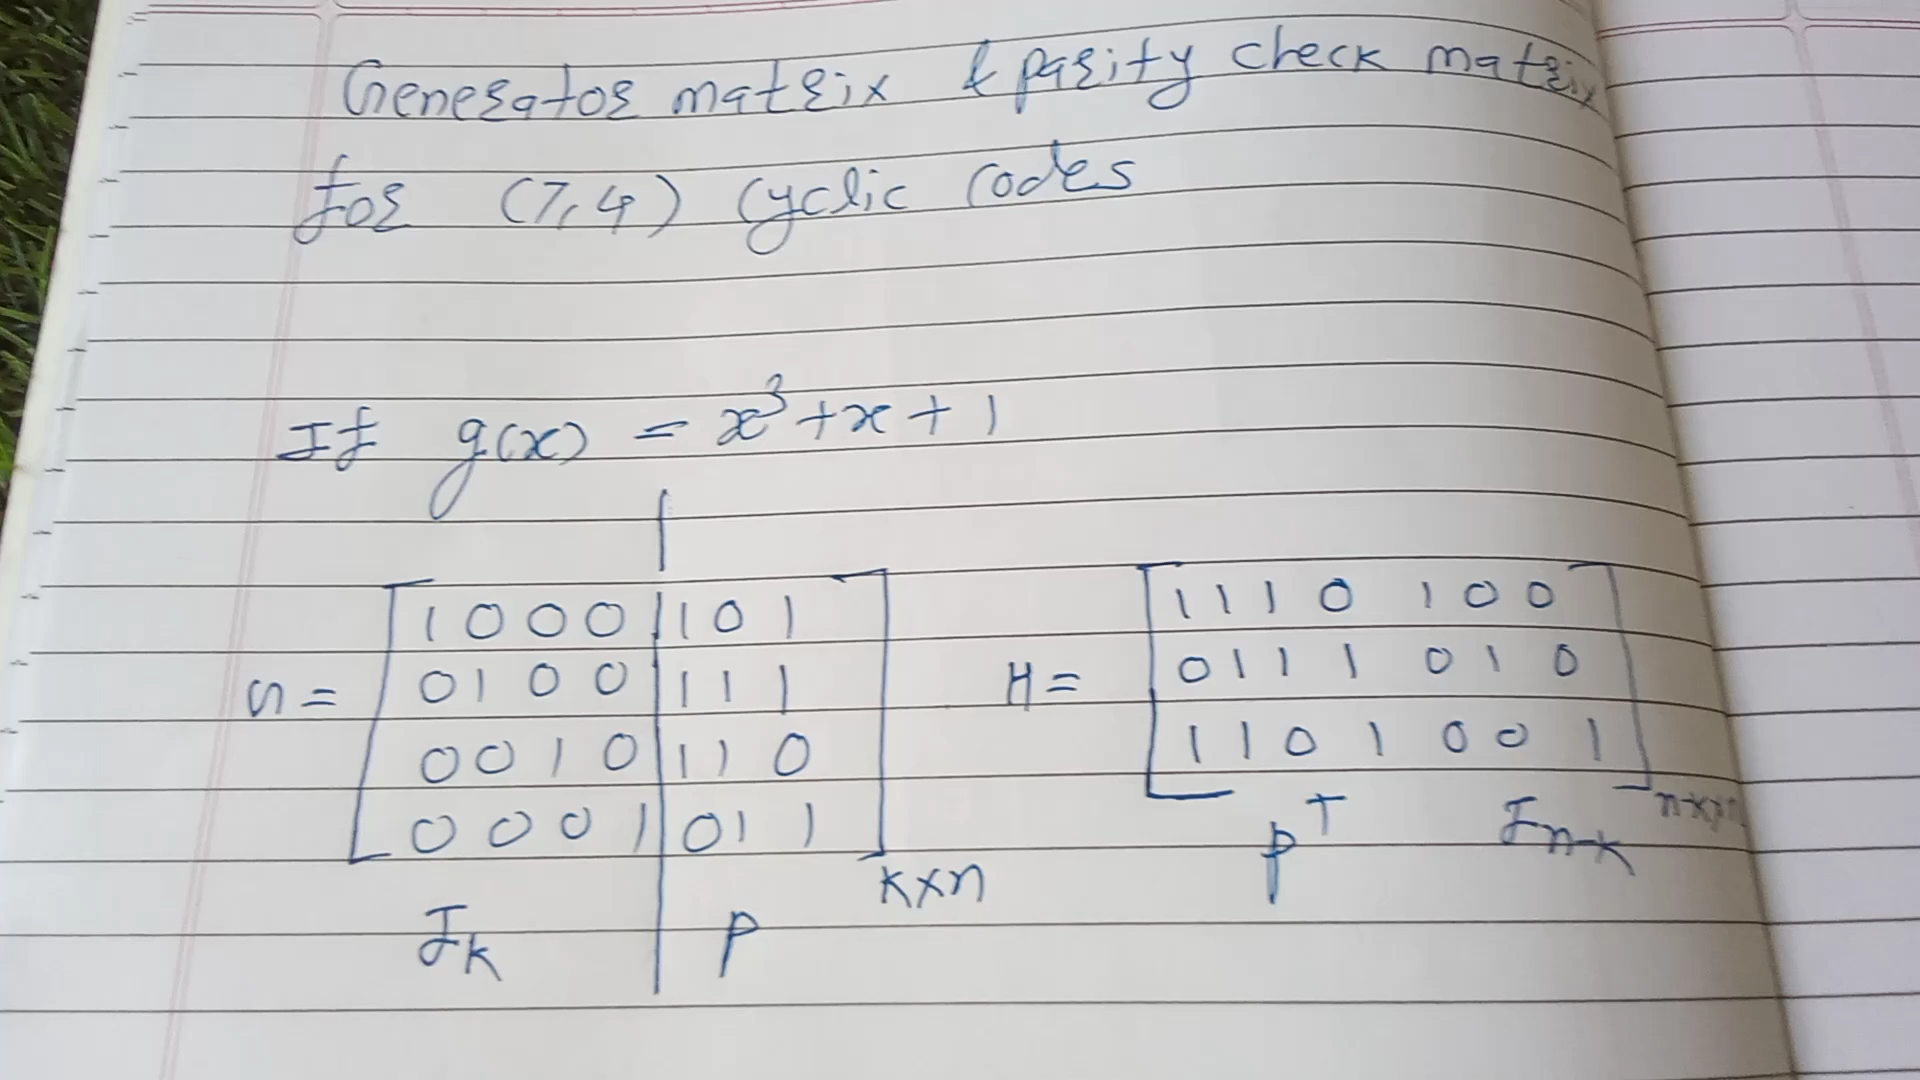 Generator matrix & parity check matrix
for (7,4) cyclic codes
If g(x) = x³+x+1
G = [1 0 0 0 | 1 0 1
0 1 0 0 | 1 1 1
0 0 1 0 | 1 1 0
0 0 0 1 | 0 1 1] k×n
I_k | P
H = [1 1 1 0 1 0 0
0 1 1 1 0 1 0
1 1 0 1 0 0 1] n-k×n
P^T I_n-k